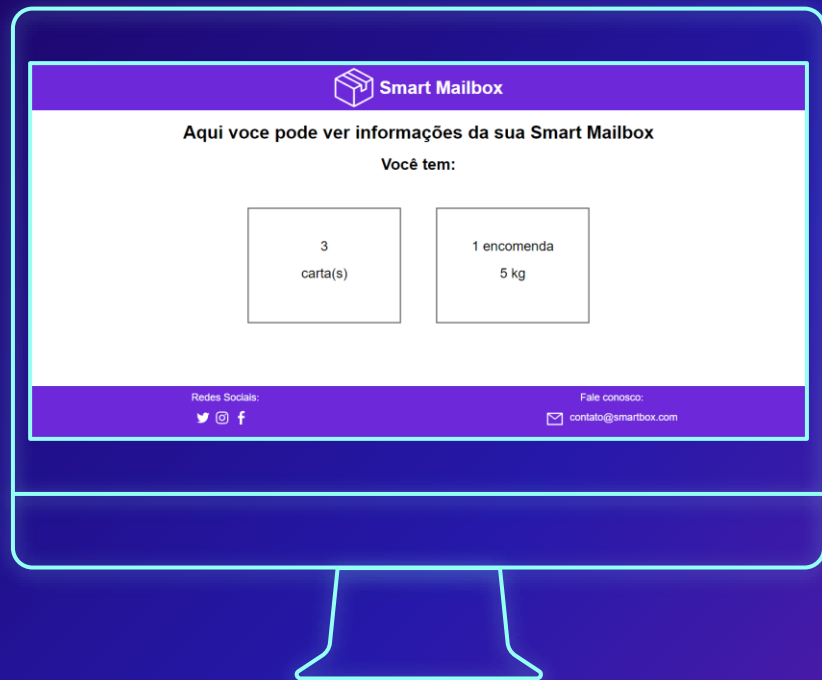 Smart Mailbox
Aqui voce pode ver informações da sua Smart Mailbox
Você tem:
3
carta(s)
1 encomenda
5 kg
Redes Sociais:
Fale conosco:
contato@smartbox.com